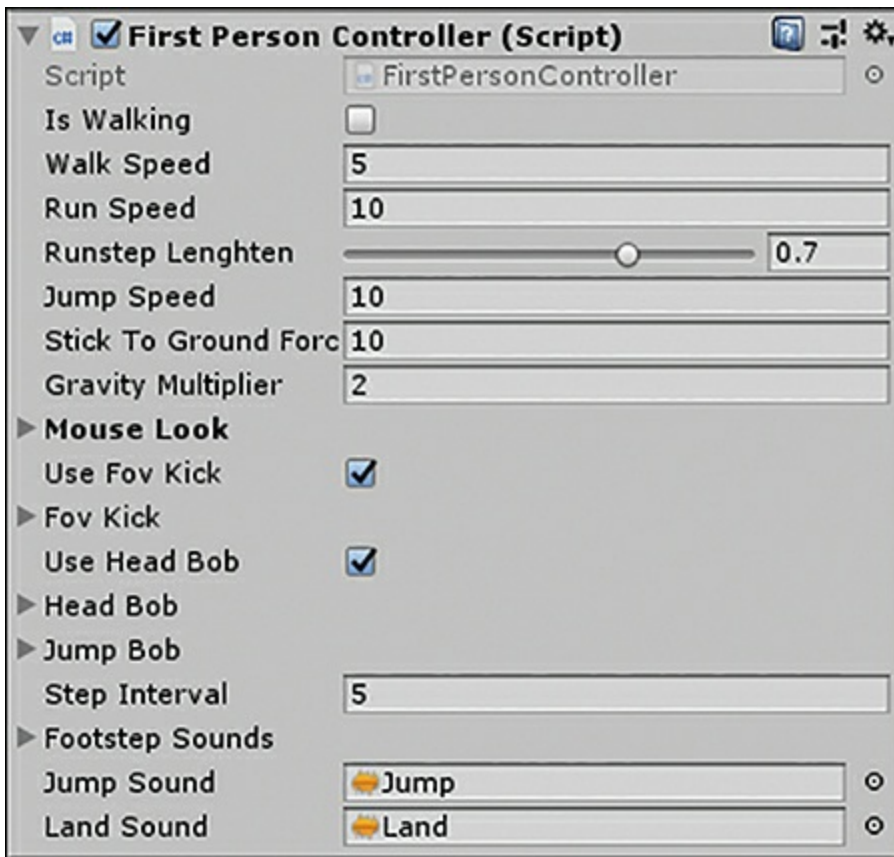 c# First Person Controller (Script)
Script FirstPersonController
Is Walking
Walk Speed 5
Run Speed 10
Runstep Lenghten 0.7
Jump Speed 10
Stick To Ground Forc 10
Gravity Multiplier 2
Mouse Look
Use Fov Kick
Fov Kick
Use Head Bob
Head Bob
Jump Bob
Step Interval 5
Footstep Sounds
Jump Sound Jump
Land Sound Land